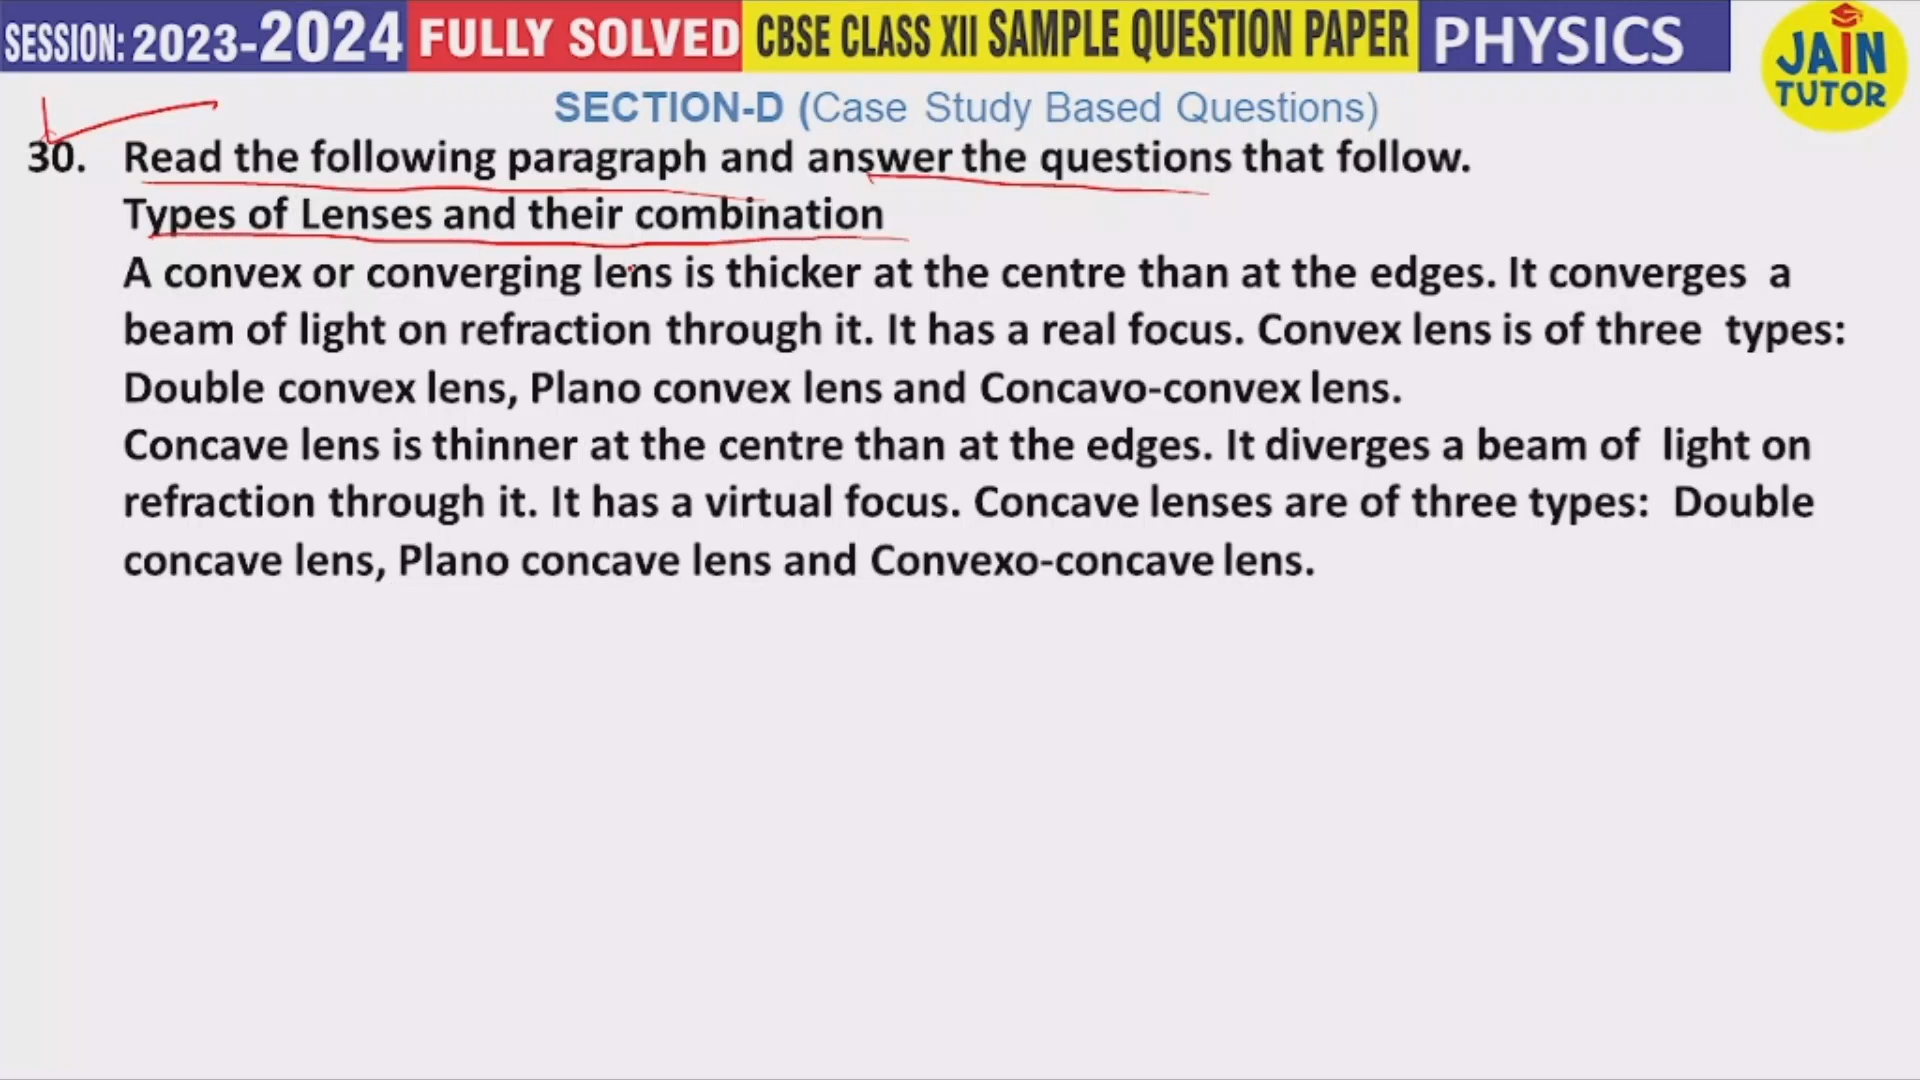 SESSION: 2023-2024 FULLY SOLVED CBSE CLASS XII SAMPLE QUESTION PAPER PHYSICS
JAIN
TUTOR
SECTION-D (Case Study Based Questions)
30. Read the following paragraph and answer the questions that follow.
Types of Lenses and their combination
A convex or converging lens is thicker at the centre than at the edges. It converges a
beam of light on refraction through it. It has a real focus. Convex lens is of three types:
Double convex lens, Plano convex lens and Concavo-convex lens.
Concave lens is thinner at the centre than at the edges. It diverges a beam of light on
refraction through it. It has a virtual focus. Concave lenses are of three types: Double
concave lens, Plano concave lens and Convexo-concave lens.